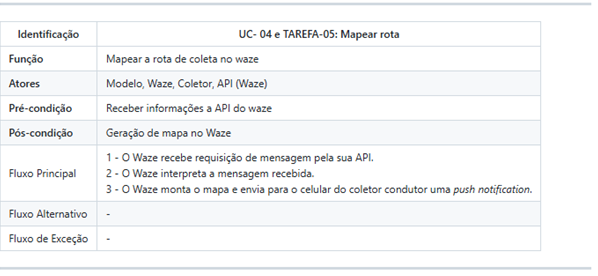 Identificação UC- 04 e TAREFA-05: Mapear rota
Função Mapear a rota de coleta no waze
Atores Modelo, Waze, Coletor, API (Waze)
Pré-condição Receber informações a API do waze
Pós-condição Geração de mapa no Waze
Fluxo Principal
1 - O Waze recebe requisição de mensagem pela sua API.
2 - O Waze interpreta a mensagem recebida.
3 - O Waze monta o mapa e envia para o celular do coletor condutor uma push notification.
Fluxo Alternativo -
Fluxo de Exceção -